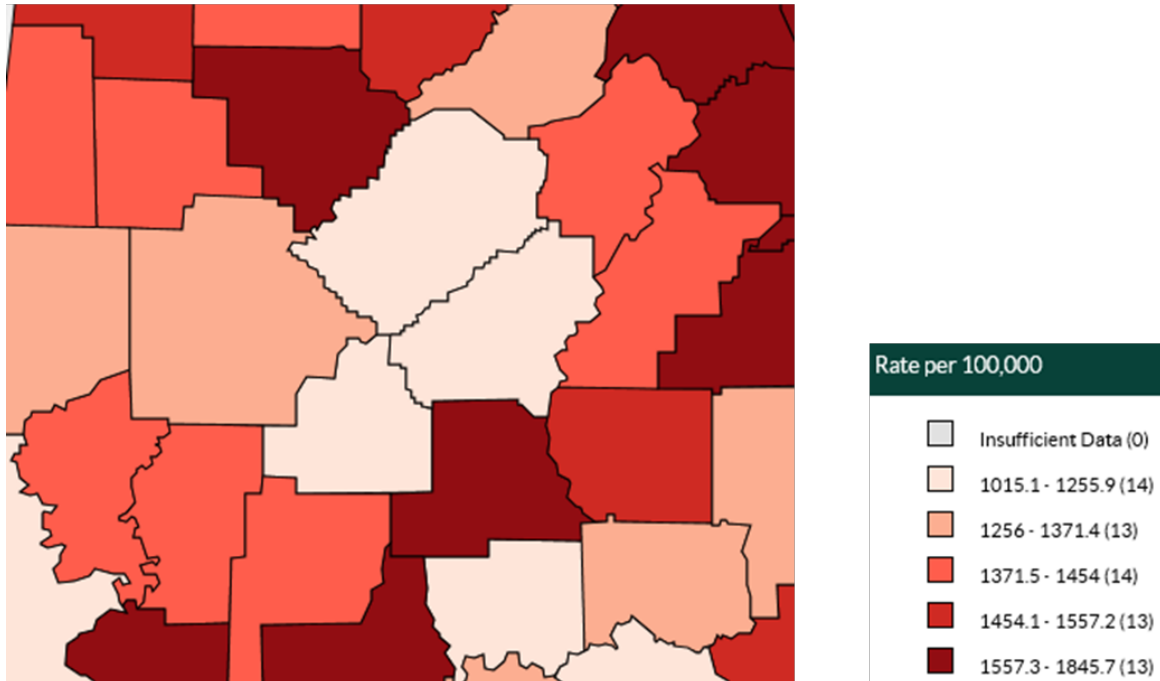 Rate per 100,000
Insufficient Data (0)
1015.1 - 1255.9 (14)
1256 - 1371.4 (13)
1371.5 - 1454 (14)
1454.1 - 1557.2 (13)
1557.3 - 1845.7 (13)